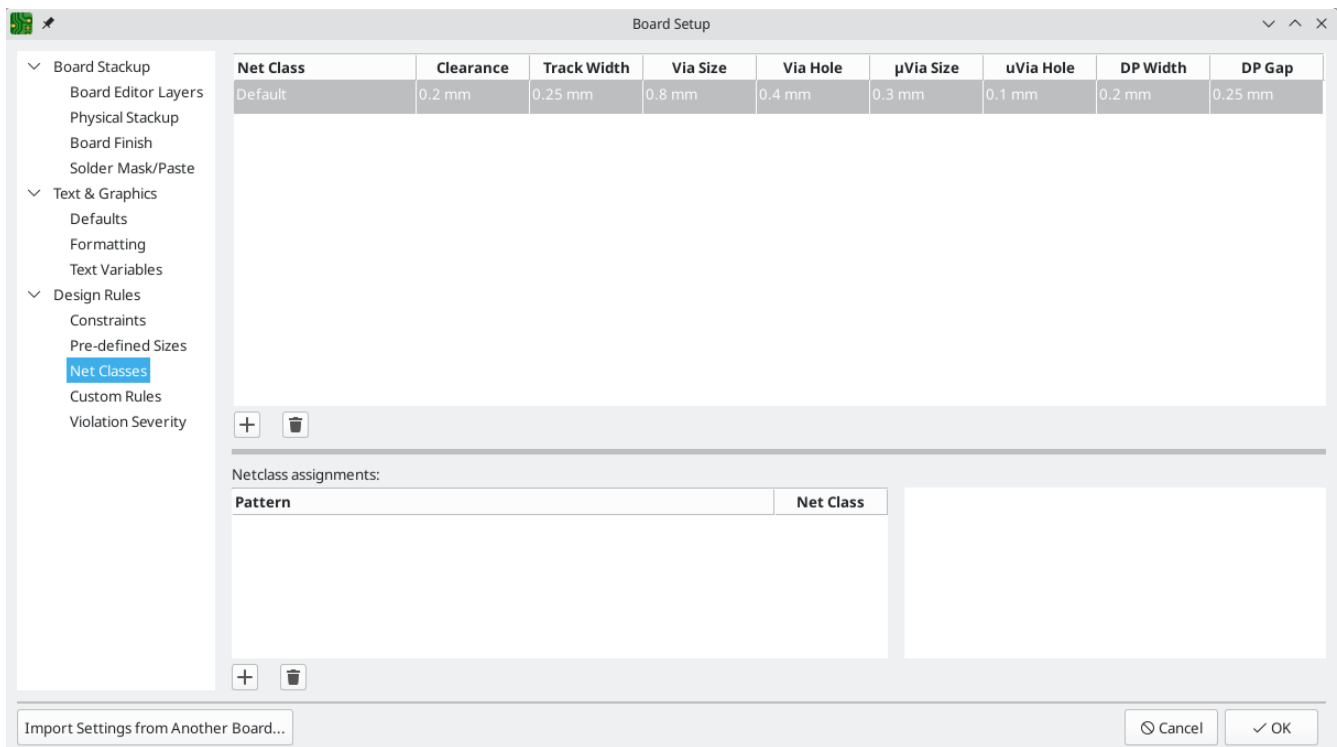 Board Setup
Board Stackup
Board Editor Layers
Physical Stackup
Board Finish
Solder Mask/Paste
Text & Graphics
Defaults
Formatting
Text Variables
Design Rules
Constraints
Pre-defined Sizes
Net Classes
Custom Rules
Violation Severity
Net Class Clearance Track Width Via Size Via Hole µVia Size uVia Hole DP Width DP Gap
Default 0.2 mm 0.25 mm 0.8 mm 0.4 mm 0.3 mm 0.1 mm 0.2 mm 0.25 mm
Netclass assignments:
Pattern Net Class
Import Settings from Another Board... Cancel OK